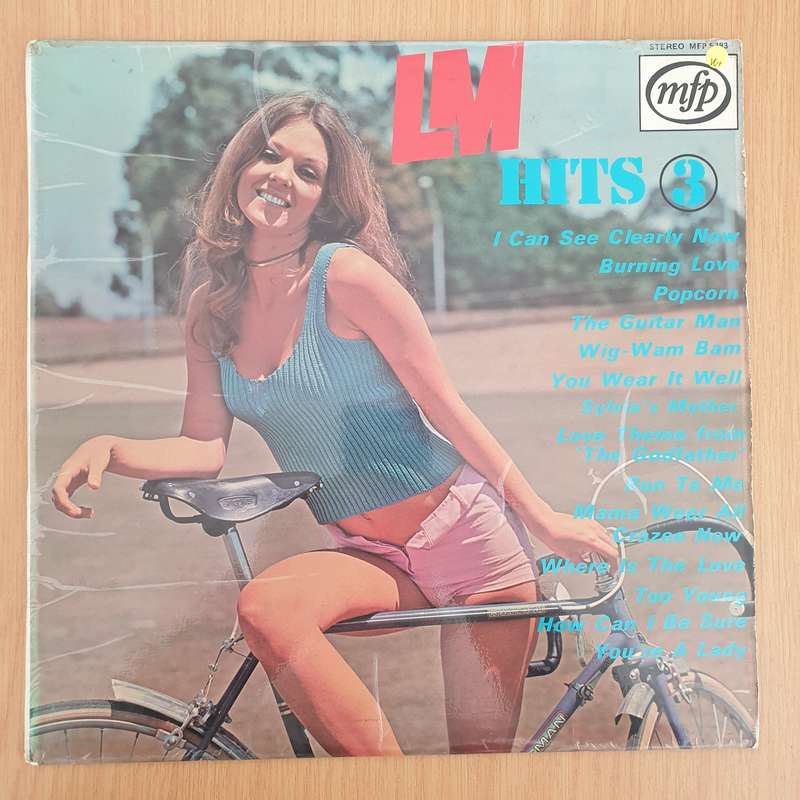 STEREO MFP
mfp
LM
HITS 3
I Can See Clearly Now
Burning Love
Popcorn
The Guitar Man
Wig-Wam Bam
You Wear It Well
Sylvia's Mother
Love Theme from
'The Godfather'
Run To Me
Mama Weer All
Crazee Now
Where Is The Love
Too Young
How Can I Be Sure
You're A Lady
MAN